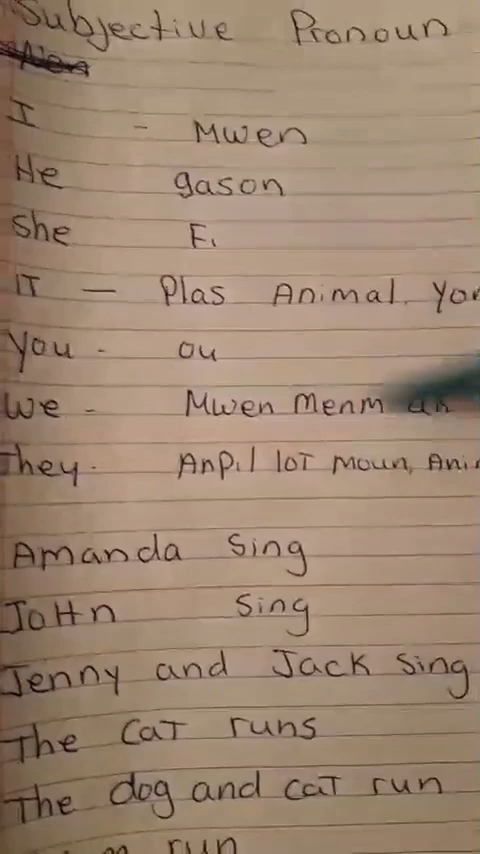 Subjective Pronoun
I - Mwen
He gason
She Fi
IT - Plas Animal
You - ou
We - Mwen Menm
They - Anpil lot Moun,
Amanda Sing
JoHn Sing
Jenny and Jack Sing
The Cat runs
The dog and cat run
run